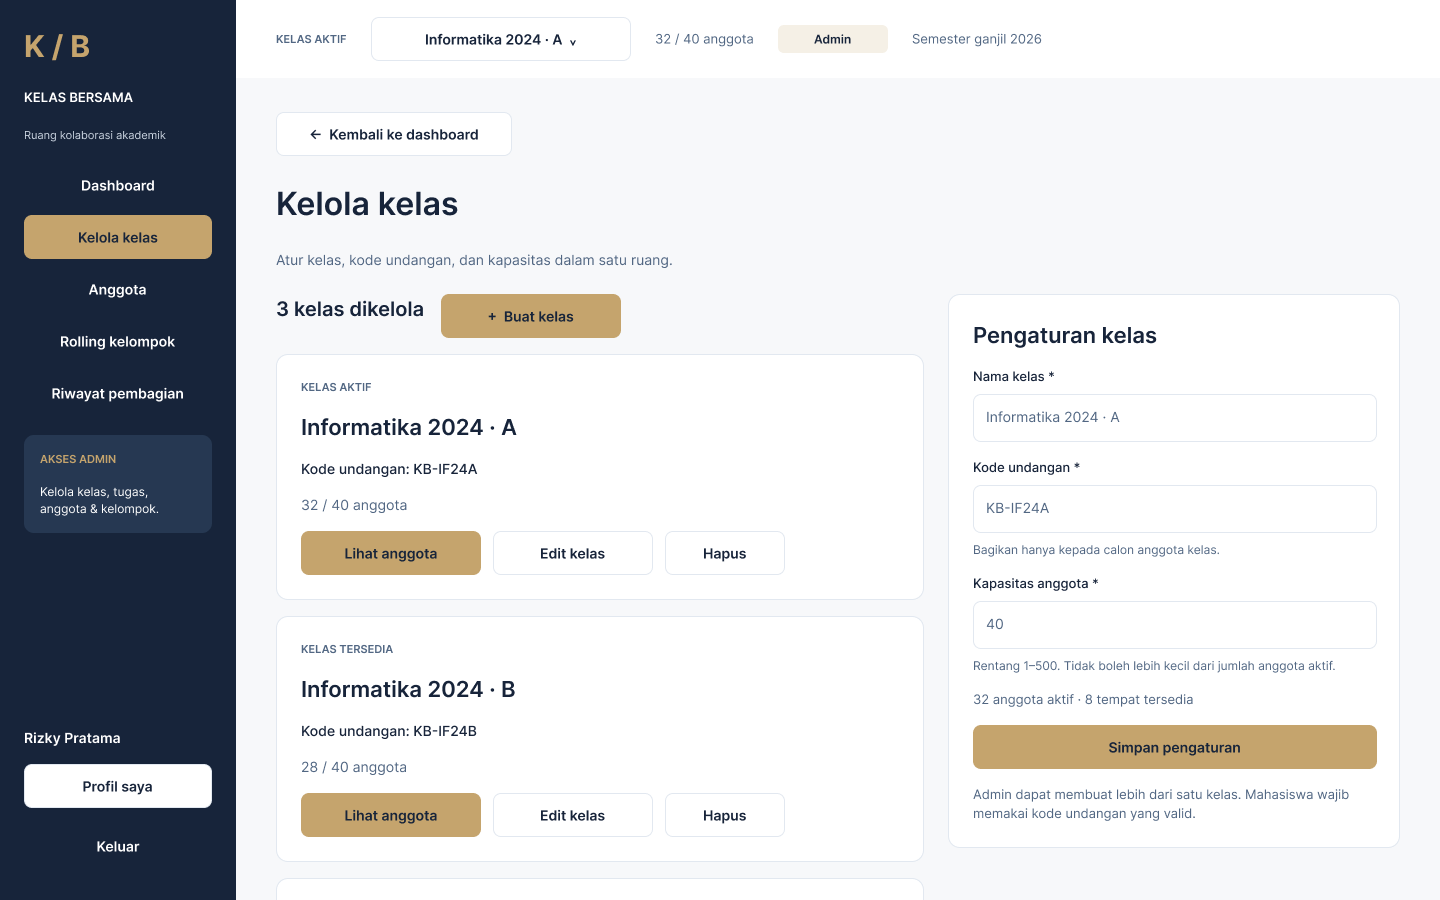 K / B
KELAS BERSAMA
Ruang kolaborasi akademik
Dashboard
Kelola kelas
Anggota
Rolling kelompok
Riwayat pembagian
AKSES ADMIN
Kelola kelas, tugas,
anggota & kelompok.
Rizky Pratama
Profil saya
Keluar
KELAS AKTIF
Informatika 2024 · A
32 / 40 anggota
Admin
Semester ganjil 2026
← Kembali ke dashboard
Kelola kelas
Atur kelas, kode undangan, dan kapasitas dalam satu ruang.
3 kelas dikelola
+ Buat kelas
KELAS AKTIF
Informatika 2024 · A
Kode undangan: KB-IF24A
32 / 40 anggota
Lihat anggota
Edit kelas
Hapus
KELAS TERSEDIA
Informatika 2024 · B
Kode undangan: KB-IF24B
28 / 40 anggota
Lihat anggota
Edit kelas
Hapus
Pengaturan kelas
Nama kelas *
Informatika 2024 · A
Kode undangan *
KB-IF24A
Bagikan hanya kepada calon anggota kelas.
Kapasitas anggota *
40
Rentang 1–500. Tidak boleh lebih kecil dari jumlah anggota aktif.
32 anggota aktif · 8 tempat tersedia
Simpan pengaturan
Admin dapat membuat lebih dari satu kelas. Mahasiswa wajib
memakai kode undangan yang valid.